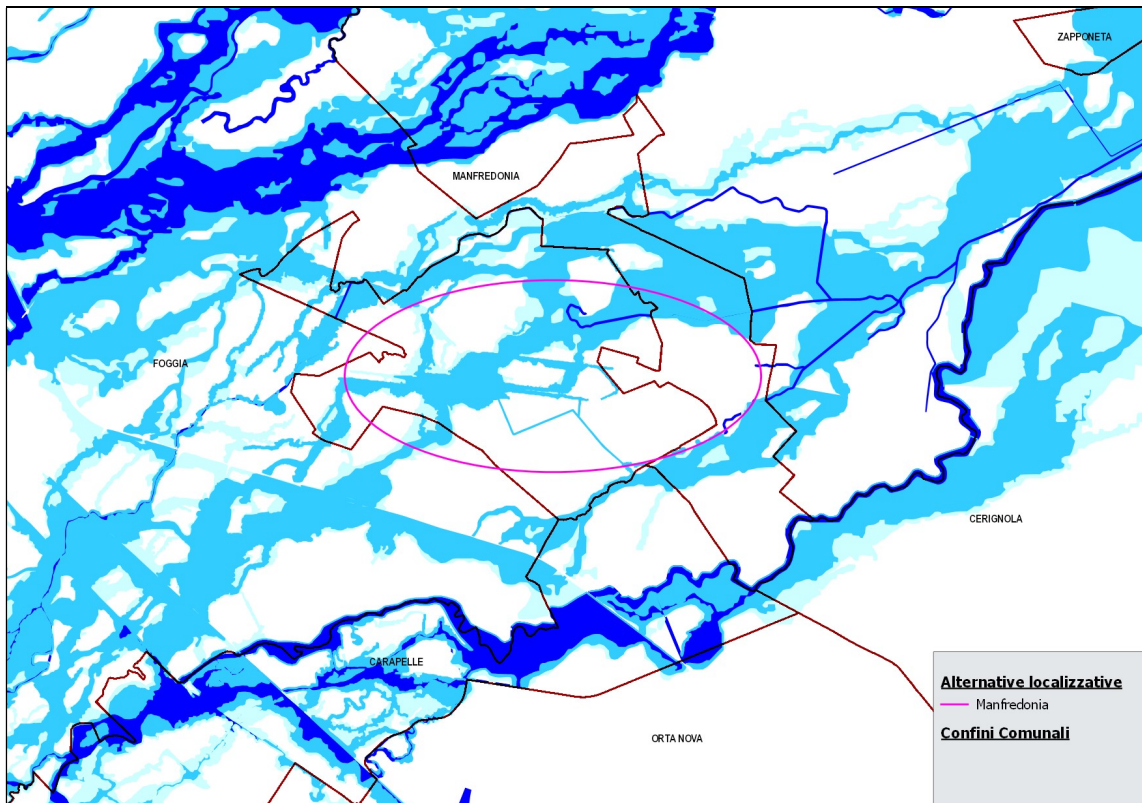 ZAPPONETA
MANFREDONIA
FOGGIA
CERIGNOLA
CARAPELLE
ORTA NOVA
Alternative localizzative
Manfredonia
Confini Comunali